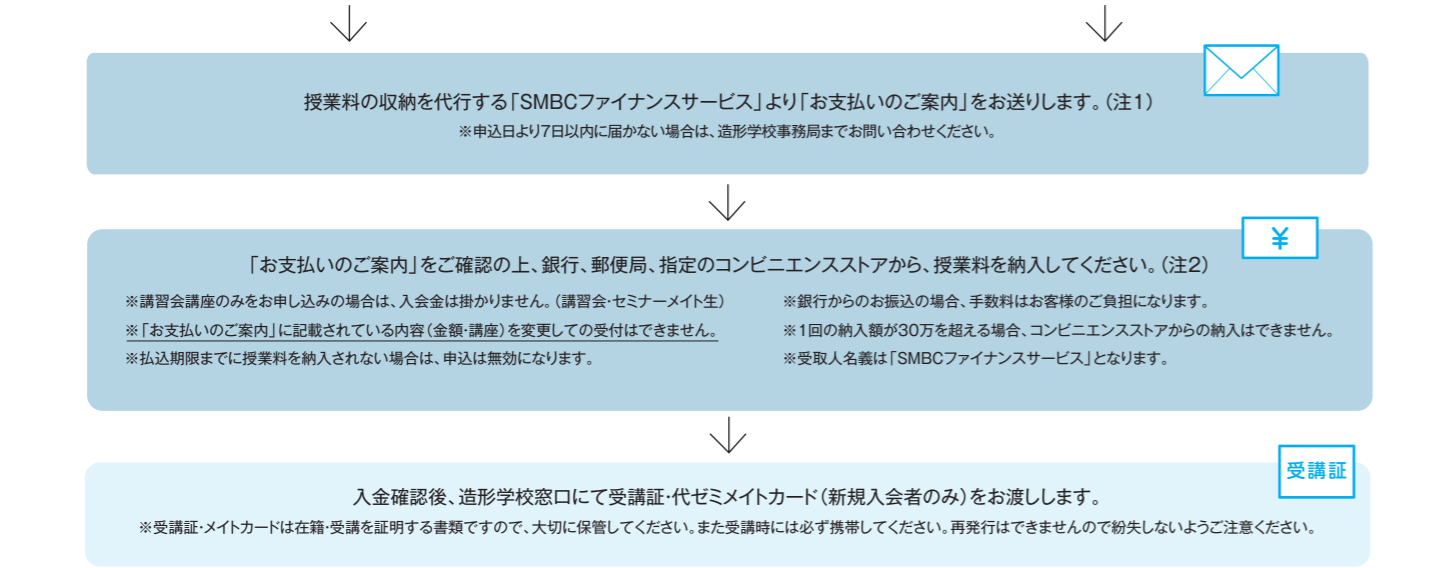 授業料の収納を代行する「SMBCファイナンスサービス」より「お支払いのご案内」をお送りします。(注1)
※申込日より7日以内に届かない場合は、造形学校事務局までお問い合わせください。
¥
「お支払いのご案内」をご確認の上、銀行、郵便局、指定のコンビニエンスストアから、授業料を納入してください。(注2)
※講習会講座のみをお申し込みの場合は、入会金は掛かりません。(講習会・セミナーメイト生)
※「お支払いのご案内」に記載されている内容(金額・講座)を変更しての受付はできません。
※払込期限までに授業料を納入されない場合は、申込は無効になります。
※銀行からのお振込の場合、手数料はお客様のご負担になります。
※1回の納入額が30万を超える場合、コンビニエンスストアからの納入はできません。
※受取人名義は「SMBCファイナンスサービス」となります。
受講証
入金確認後、造形学校窓口にて受講証・代ゼミメイトカード(新規入会者のみ)をお渡しします。
※受講証・メイトカードは在籍・受講を証明する書類ですので、大切に保管してください。また受講時には必ず携帯してください。再発行はできませんので紛失しないようご注意ください。